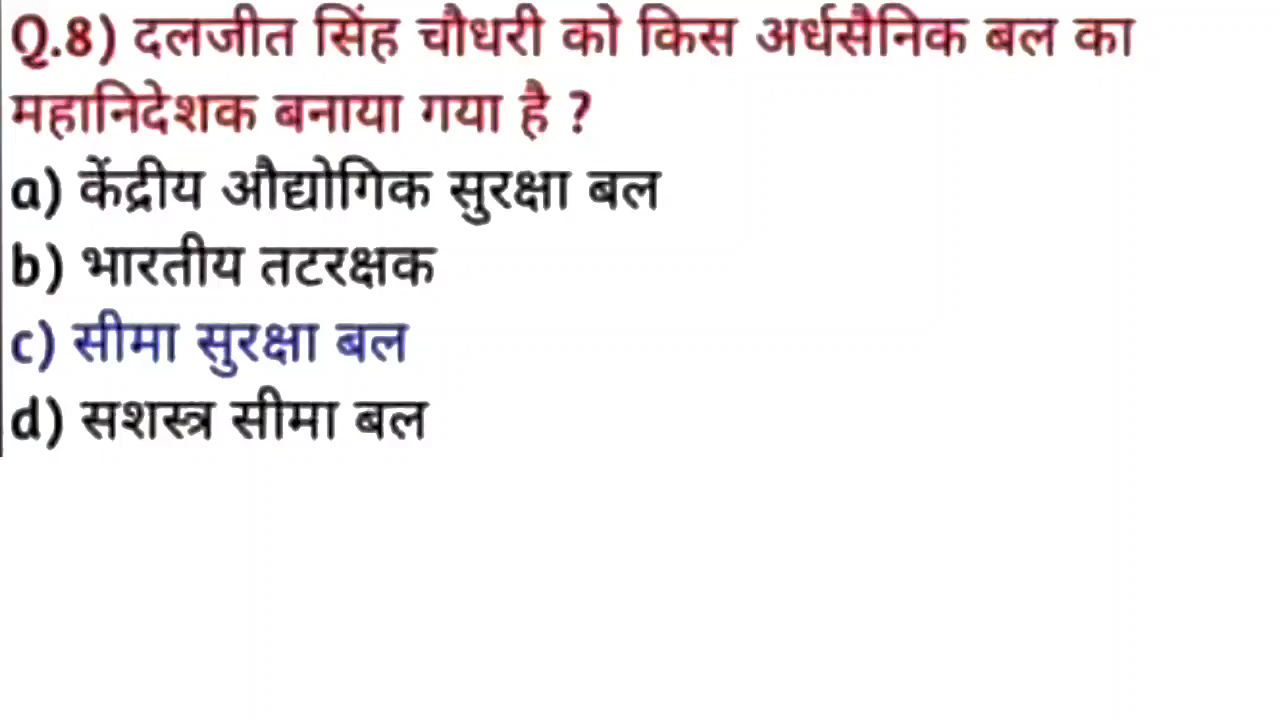 Q.8) दलजीत सिंह चौधरी को किस अर्धसैनिक बल का
महानिदेशक बनाया गया है ?
a) केंद्रीय औद्योगिक सुरक्षा बल
b) भारतीय तटरक्षक
c) सीमा सुरक्षा बल
d) सशस्त्र सीमा बल